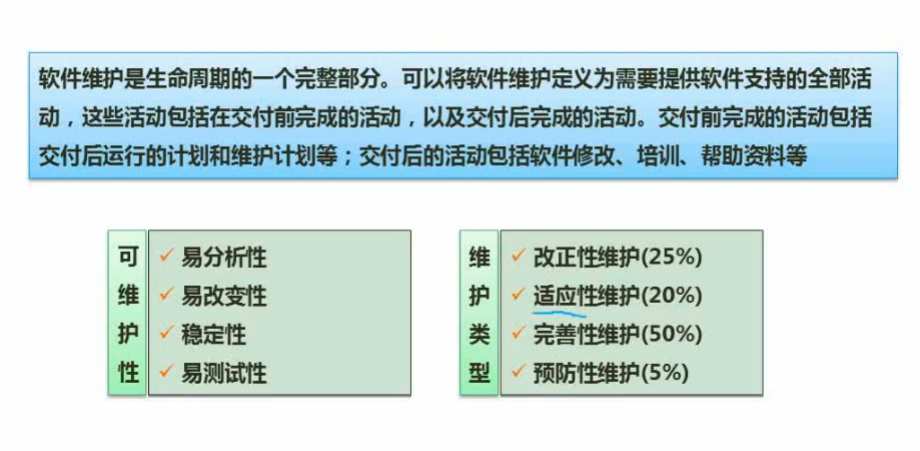 软件维护是生命周期的一个完整部分。可以将软件维护定义为需要提供软件支持的全部活
动，这些活动包括在交付前完成的活动，以及交付后完成的活动。交付前完成的活动包括
交付后运行的计划和维护计划等；交付后的活动包括软件修改、培训、帮助资料等
可维护性
易分析性
易改变性
稳定性
易测试性
维护类型
改正性维护(25%)
适应性维护(20%)
完善性维护(50%)
预防性维护(5%)